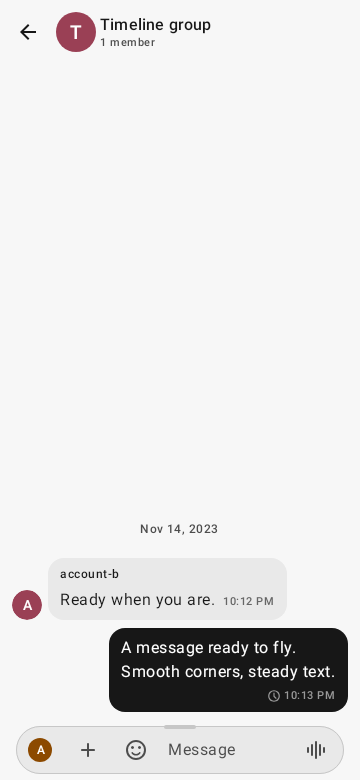 T
Timeline group
1 member
Nov 14, 2023
account-b
A
Ready when you are. 10:12 PM
A message ready to fly.
Smooth corners, steady text.
10:13 PM
A
Message